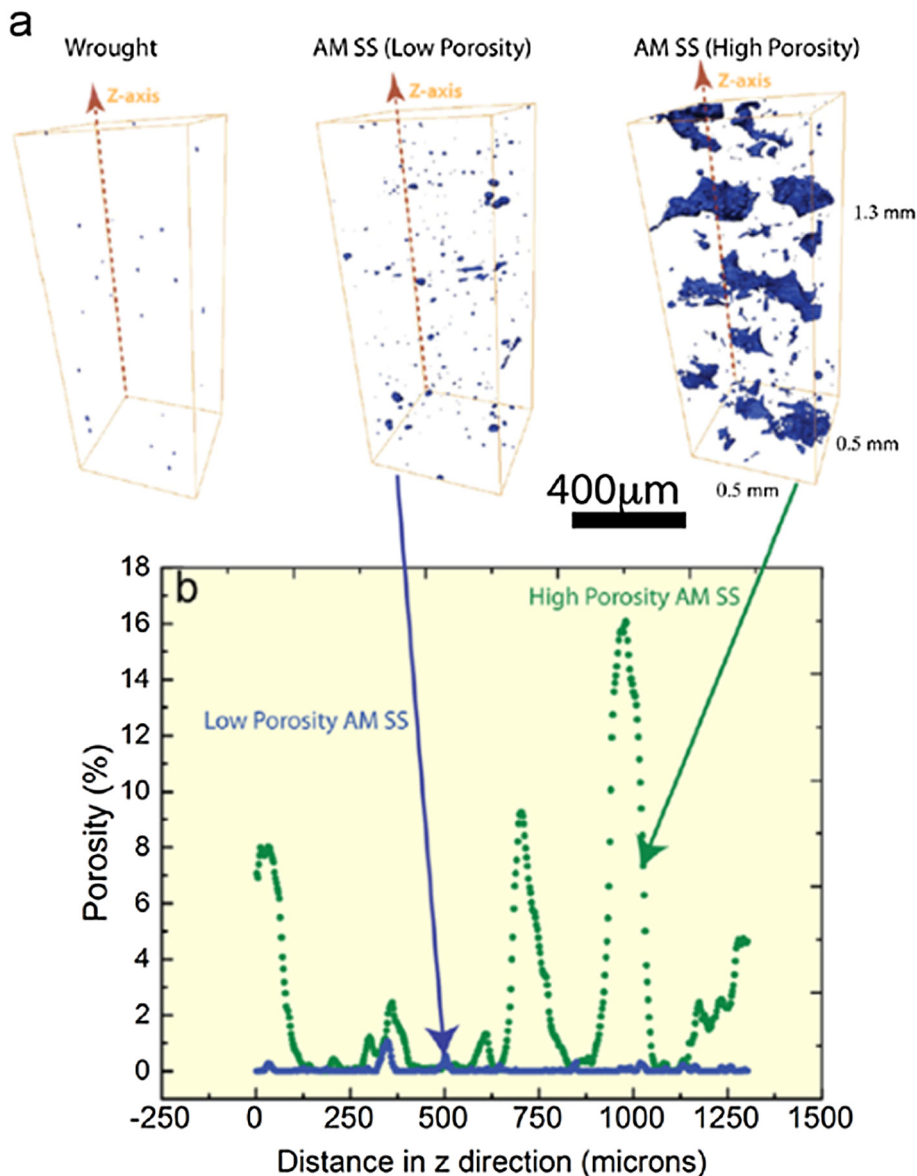 a
Wrought
AM SS (Low Porosity)
AM SS (High Porosity)
Z-axis
Z-axis
Z-axis
1.3 mm
0.5 mm
0.5 mm
400μm
b
High Porosity AM SS
Low Porosity AM SS
Porosity (%)
18
16
14
12
10
8
6
4
2
0
-250 0 250 500 750 1000 1250 1500
Distance in z direction (microns)